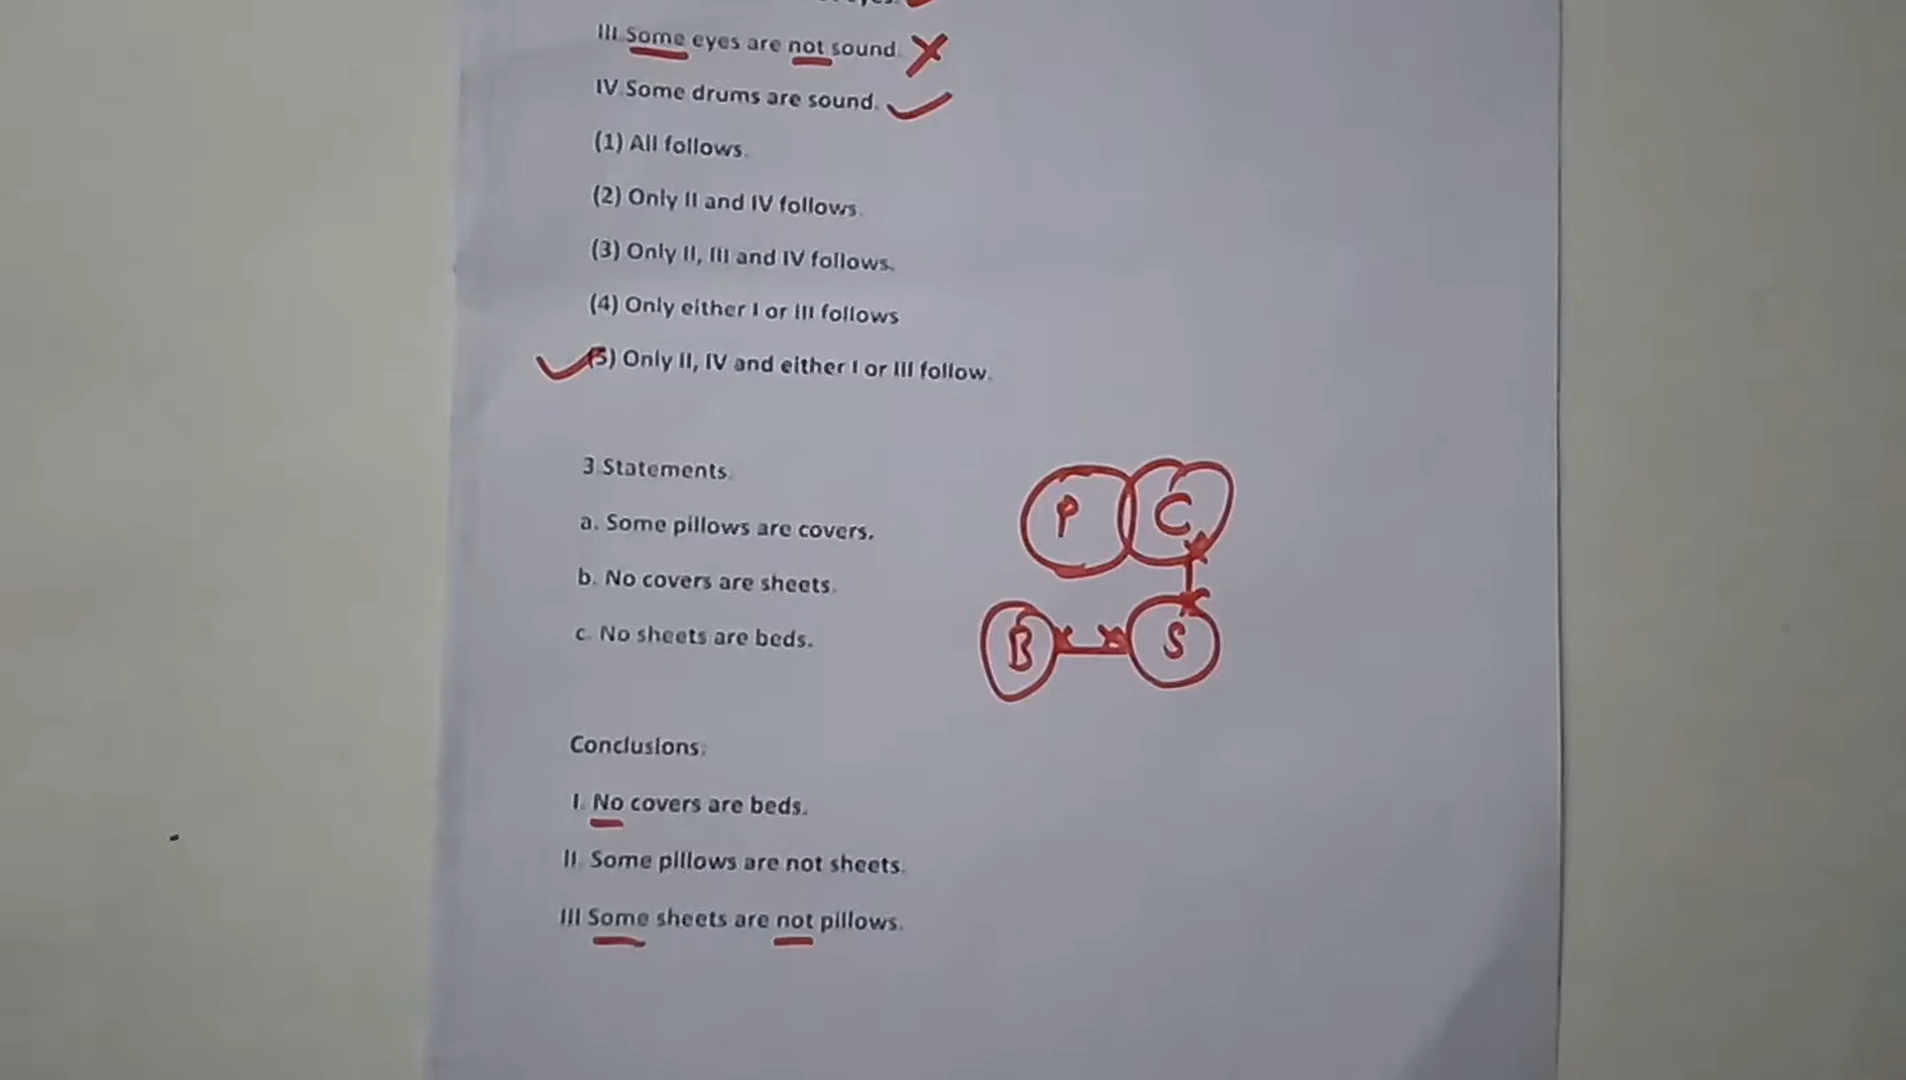 III.Some eyes are not sound.
IV.Some drums are sound.
(1) All follows.
(2) Only II and IV follows.
(3) Only II, III and IV follows.
(4) Only either I or III follows
(5) Only II, IV and either I or III follow.
3.Statements.
a. Some pillows are covers.
b. No covers are sheets.
c. No sheets are beds.
P C
B S
Conclusions:
I. No covers are beds.
II. Some pillows are not sheets.
III Some sheets are not pillows.